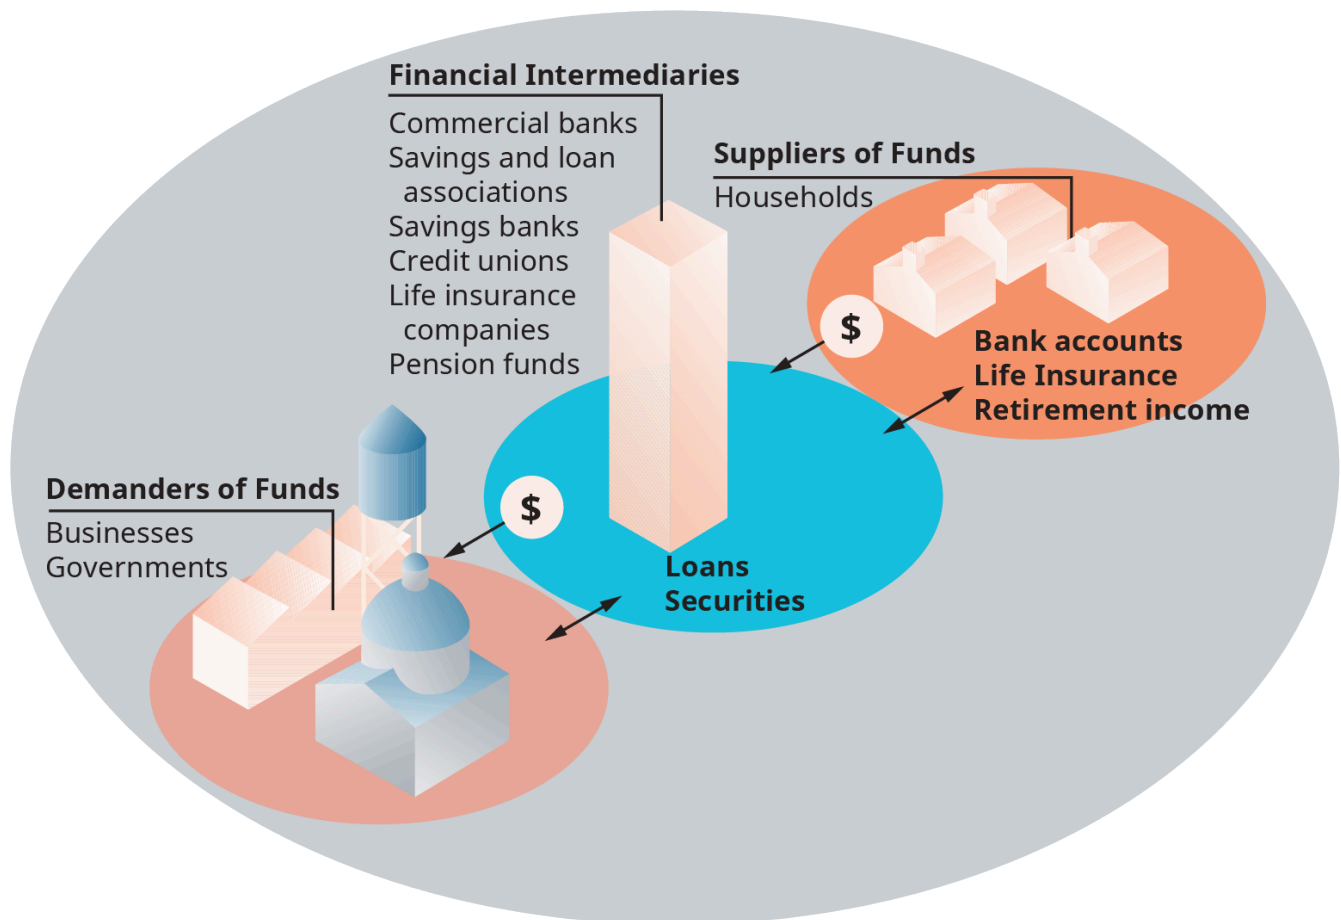 Financial Intermediaries
Commercial banks
Savings and loan
associations
Savings banks
Credit unions
Life insurance
companies
Pension funds
Suppliers of Funds
Households
$
Bank accounts
Life Insurance
Retirement income
Demanders of Funds
Businesses
Governments
$
Loans
Securities